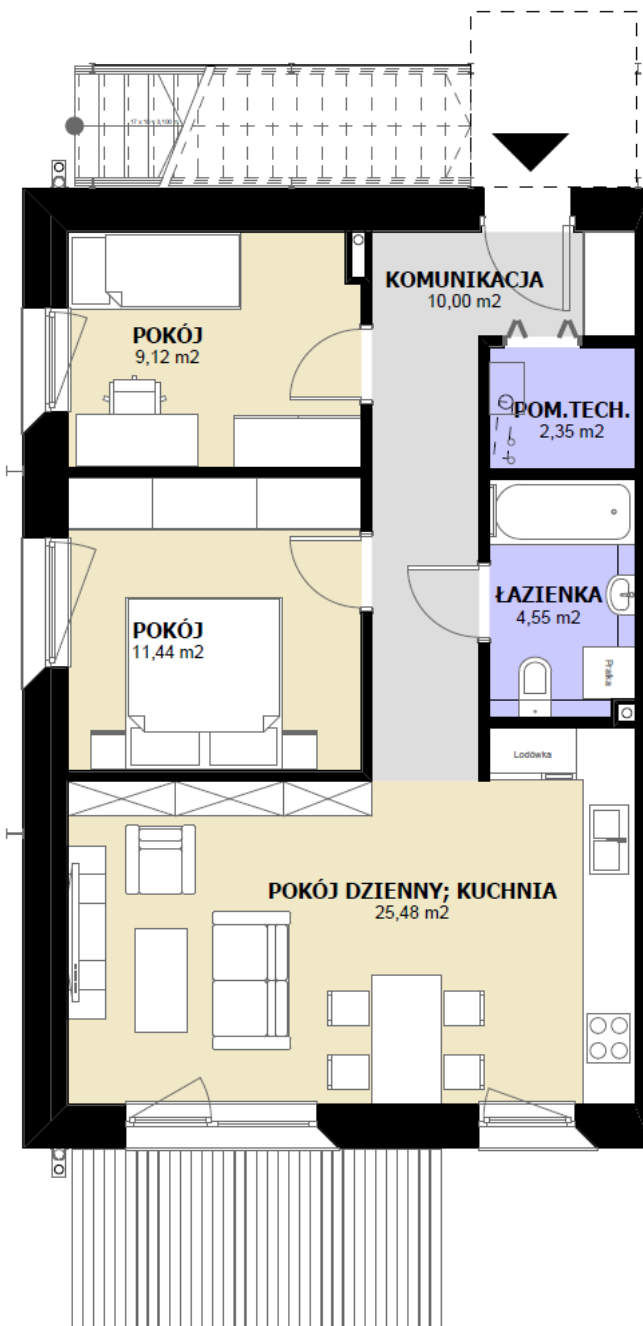 KOMUNIKACJA
10,00 m2
POKÓJ
9,12 m2
POM.TECH.
2,35 m2
ŁAZIENKA
4,55 m2
POKÓJ
11,44 m2
Pralka
Lodówka
POKÓJ DZIENNY; KUCHNIA
25,48 m2